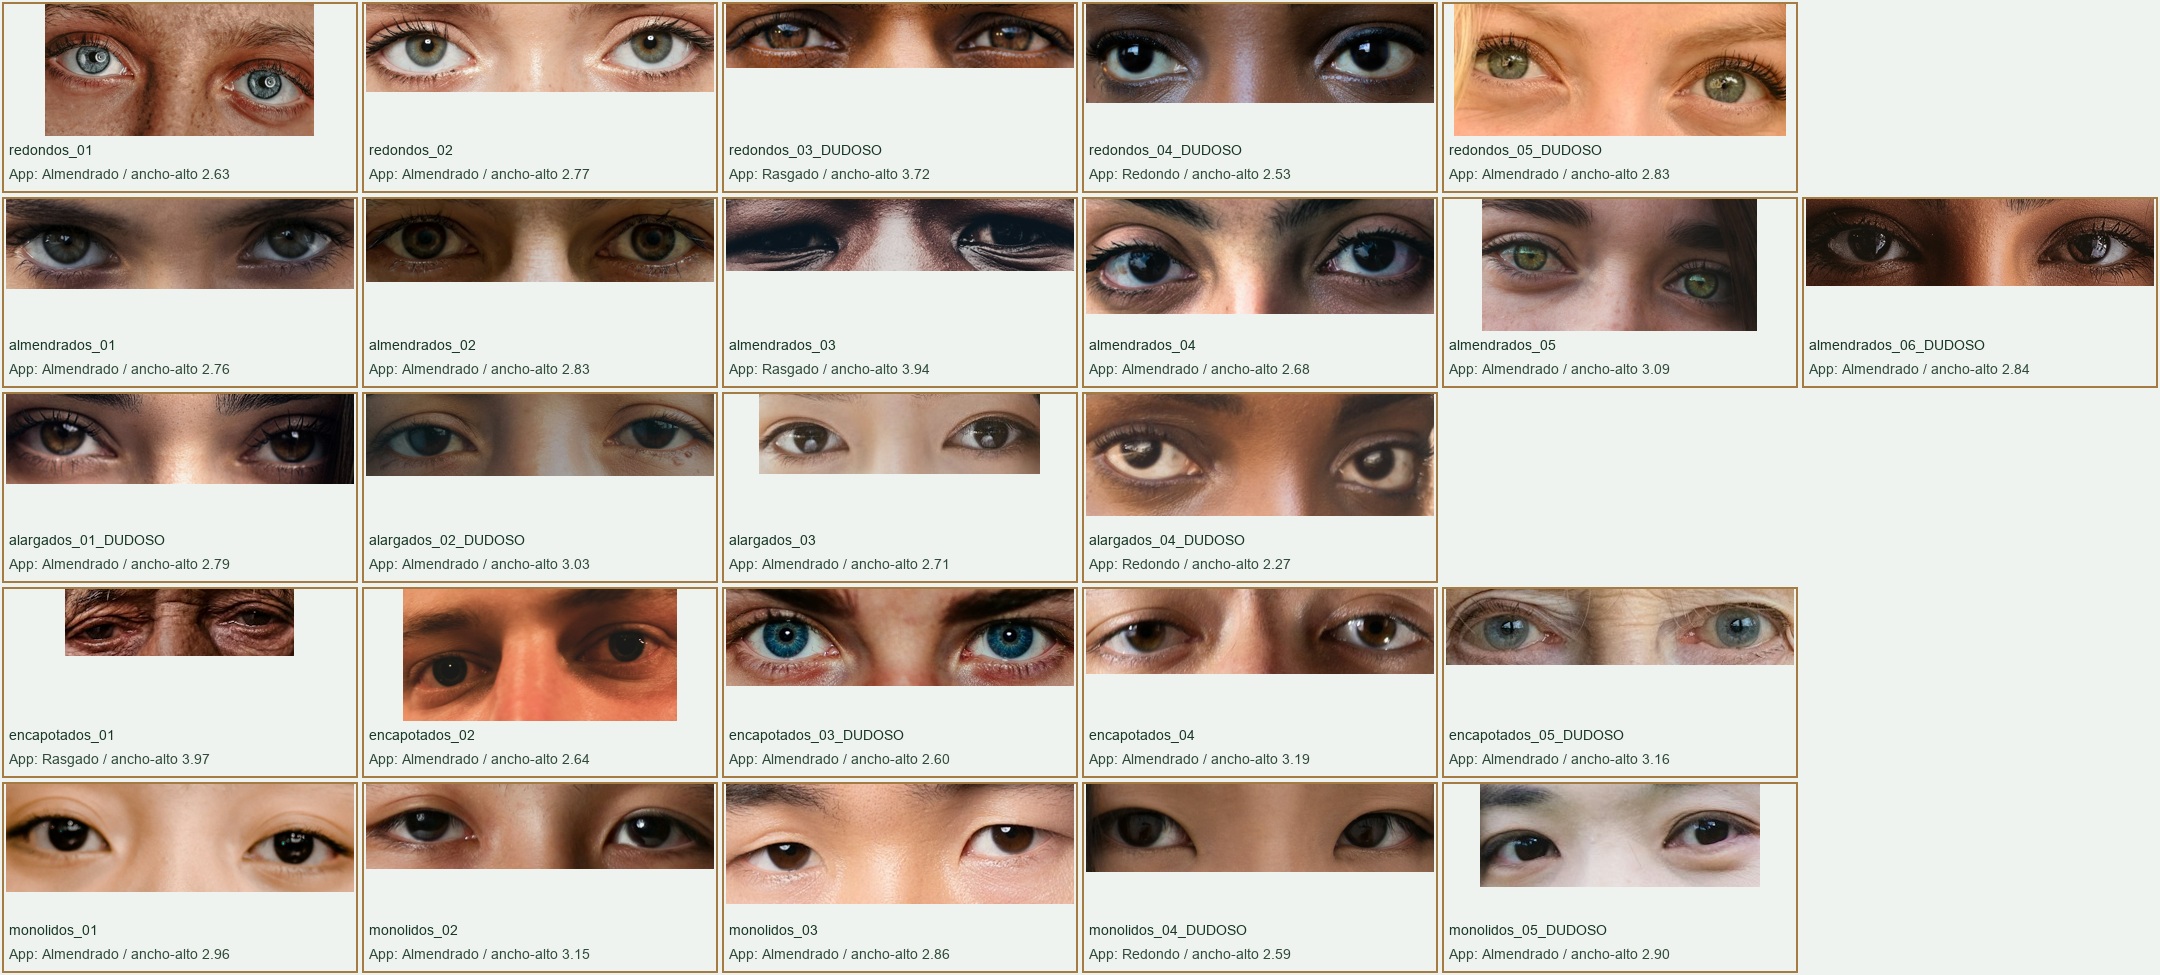 redondos_01
App: Almendrado / ancho-alto 2.63
redondos_02
App: Almendrado / ancho-alto 2.77
redondos_03_DUDOSO
App: Rasgado / ancho-alto 3.72
redondos_04_DUDOSO
App: Redondo / ancho-alto 2.53
redondos_05_DUDOSO
App: Almendrado / ancho-alto 2.83
almendrados_01
App: Almendrado / ancho-alto 2.76
almendrados_02
App: Almendrado / ancho-alto 2.83
almendrados_03
App: Rasgado / ancho-alto 3.94
almendrados_04
App: Almendrado / ancho-alto 2.68
almendrados_05
App: Almendrado / ancho-alto 3.09
almendrados_06_DUDOSO
App: Almendrado / ancho-alto 2.84
alargados_01_DUDOSO
App: Almendrado / ancho-alto 2.79
alargados_02_DUDOSO
App: Almendrado / ancho-alto 3.03
alargados_03
App: Almendrado / ancho-alto 2.71
alargados_04_DUDOSO
App: Redondo / ancho-alto 2.27
encapotados_01
App: Rasgado / ancho-alto 3.97
encapotados_02
App: Almendrado / ancho-alto 2.64
encapotados_03_DUDOSO
App: Almendrado / ancho-alto 2.60
encapotados_04
App: Almendrado / ancho-alto 3.19
encapotados_05_DUDOSO
App: Almendrado / ancho-alto 3.16
monolidos_01
App: Almendrado / ancho-alto 2.96
monolidos_02
App: Almendrado / ancho-alto 3.15
monolidos_03
App: Almendrado / ancho-alto 2.86
monolidos_04_DUDOSO
App: Redondo / ancho-alto 2.59
monolidos_05_DUDOSO
App: Almendrado / ancho-alto 2.90